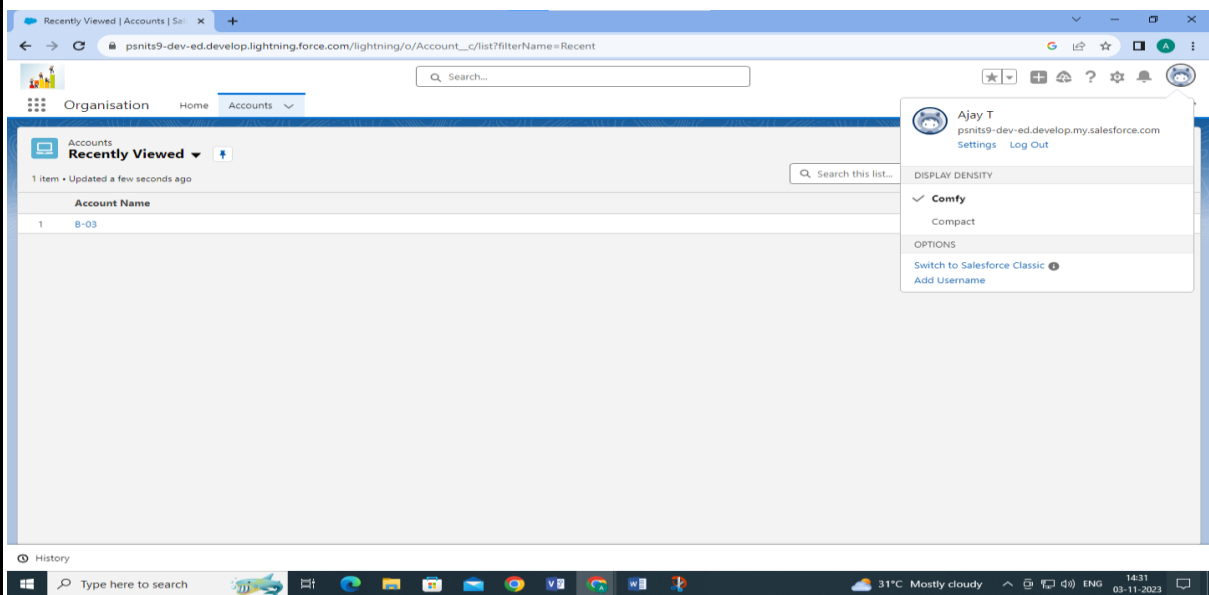 Recently Viewed | Accounts | Sal
psnits9-dev-ed.develop.lightning.force.com/lightning/o/Account__c/list?filterName=Recent
G
A
Search...
Organisation Home Accounts
Ajay T
psnits9-dev-ed.develop.my.salesforce.com
Settings Log Out
Accounts
Recently Viewed
1 item • Updated a few seconds ago
Search this list...
DISPLAY DENSITY
Comfy
Compact
OPTIONS
Switch to Salesforce Classic
Add Username
Account Name
1 B-03
History
Type here to search
31°C Mostly cloudy
ENG
14:31
03-11-2023